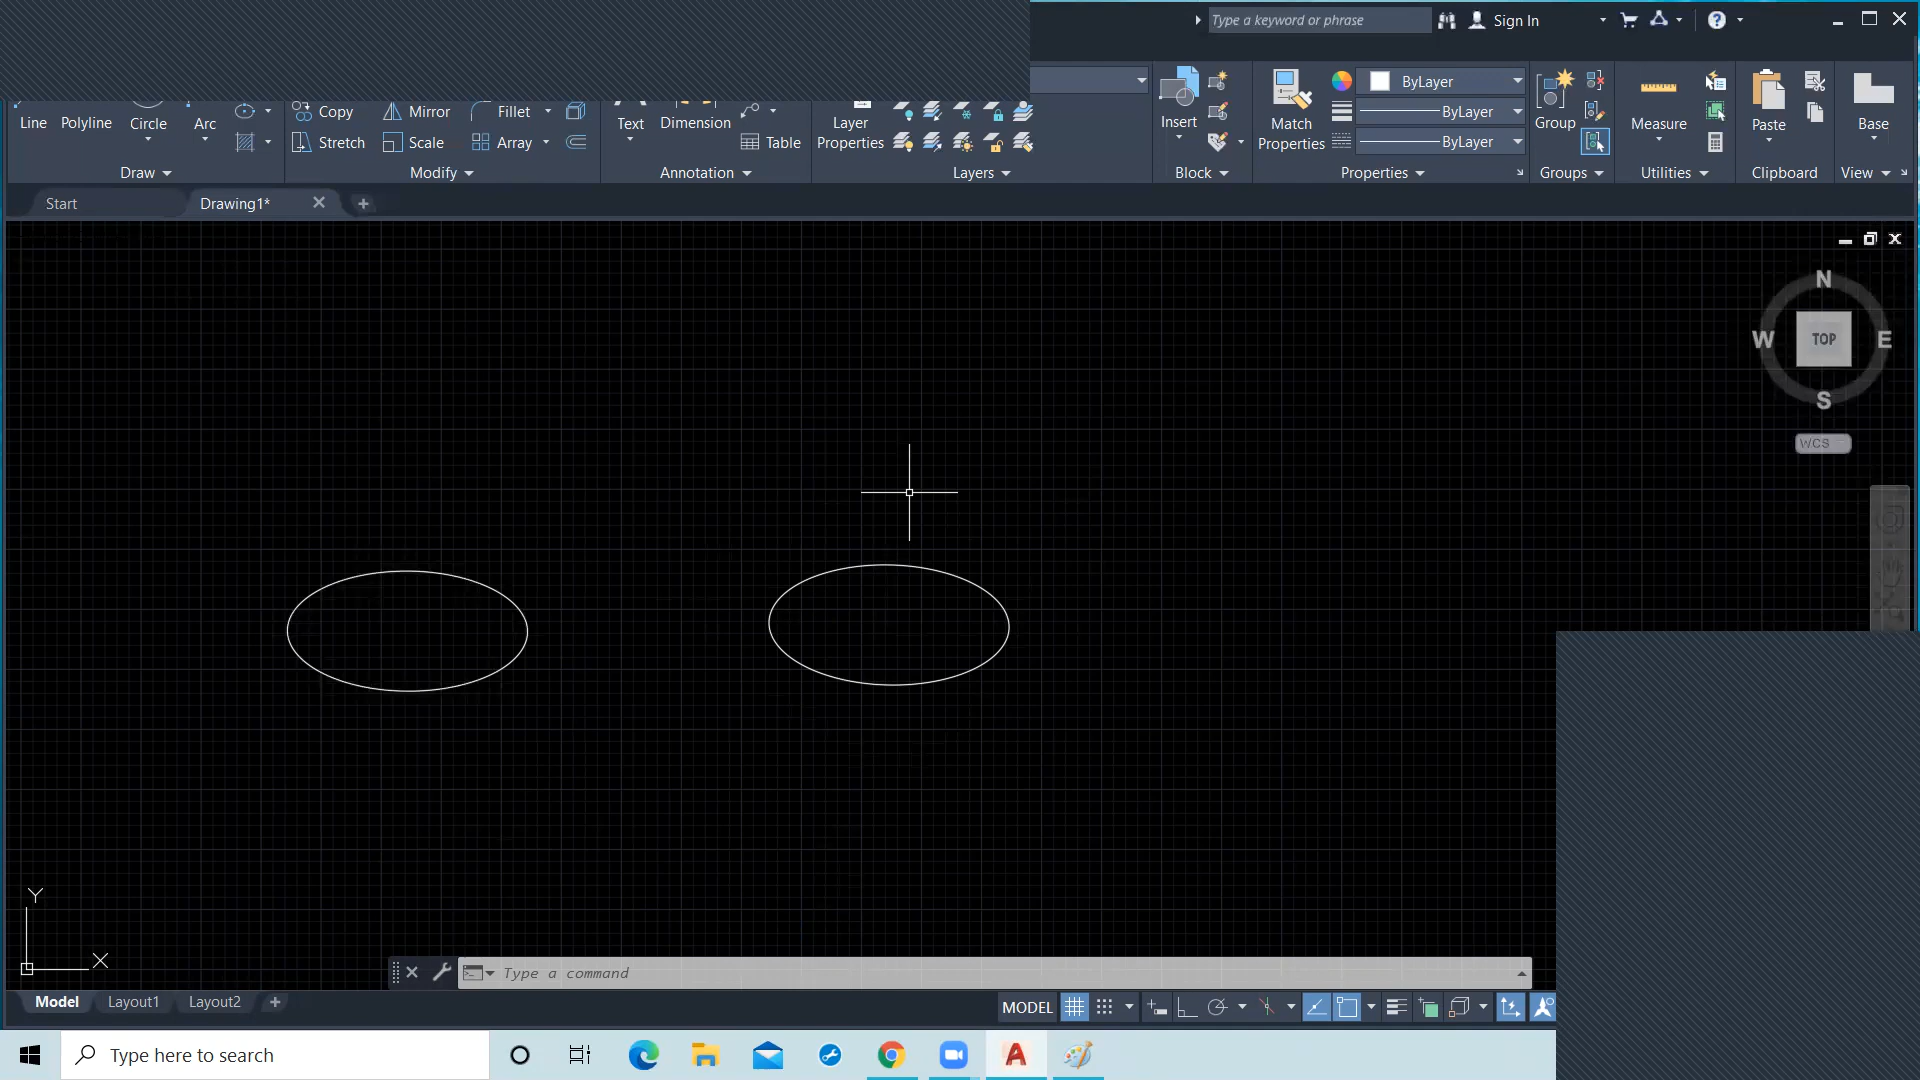 Type a keyword or phrase Sign In ?
ByLayer
Line Polyline Circle Arc Copy Mirror Fillet Text Dimension Layer Properties Insert Match Properties ByLayer Group Measure Paste Base
Stretch Scale Array Table ByLayer
Draw Modify Annotation Layers Block Properties Groups Utilities Clipboard View
Start Drawing1*
N
W TOP E
S
WCS
Y
X
Type a command
Model Layout1 Layout2 MODEL
Type here to search